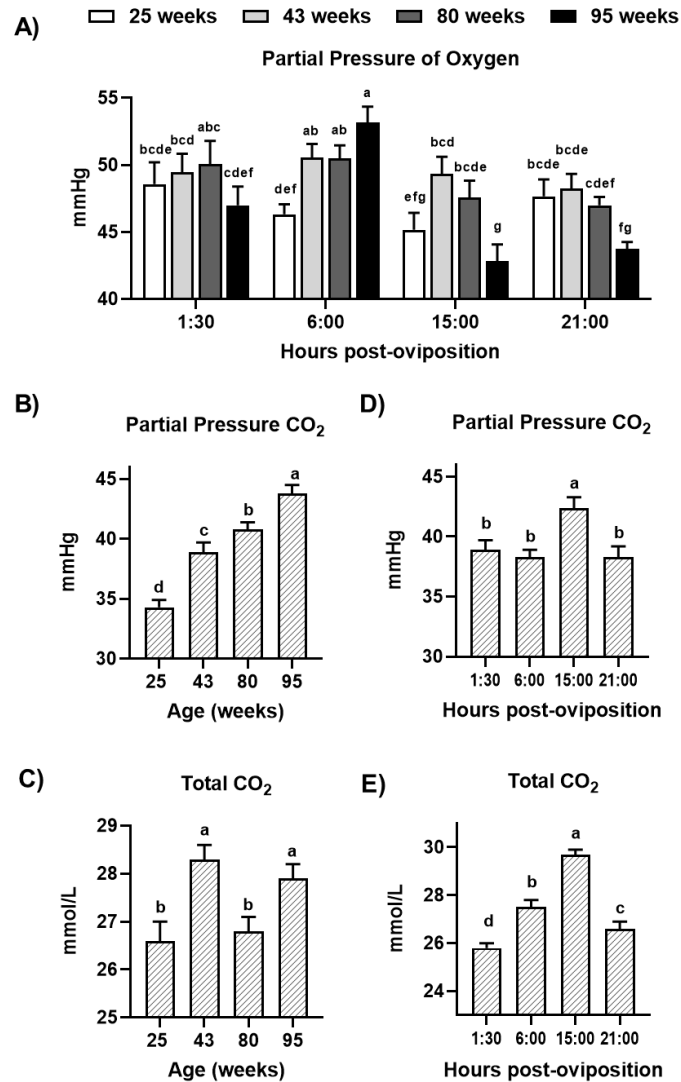 25 weeks 43 weeks 80 weeks 95 weeks
A)
Partial Pressure of Oxygen
mmHg
55
50
45
40
bcde bcd abc cdef
def ab ab a
efg bcd bcde g
bcde bcde cdef fg
1:30 6:00 15:00 21:00
Hours post-oviposition
B)
Partial Pressure CO₂
mmHg
45
40
35
30
d c b a
25 43 80 95
Age (weeks)
D)
Partial Pressure CO₂
mmHg
45
40
35
30
b b a b
1:30 6:00 15:00 21:00
Hours post-oviposition
C)
Total CO₂
mmol/L
29
28
27
26
25
b a b a
25 43 80 95
Age (weeks)
E)
Total CO₂
mmol/L
30
28
26
24
d b a c
1:30 6:00 15:00 21:00
Hours post-oviposition